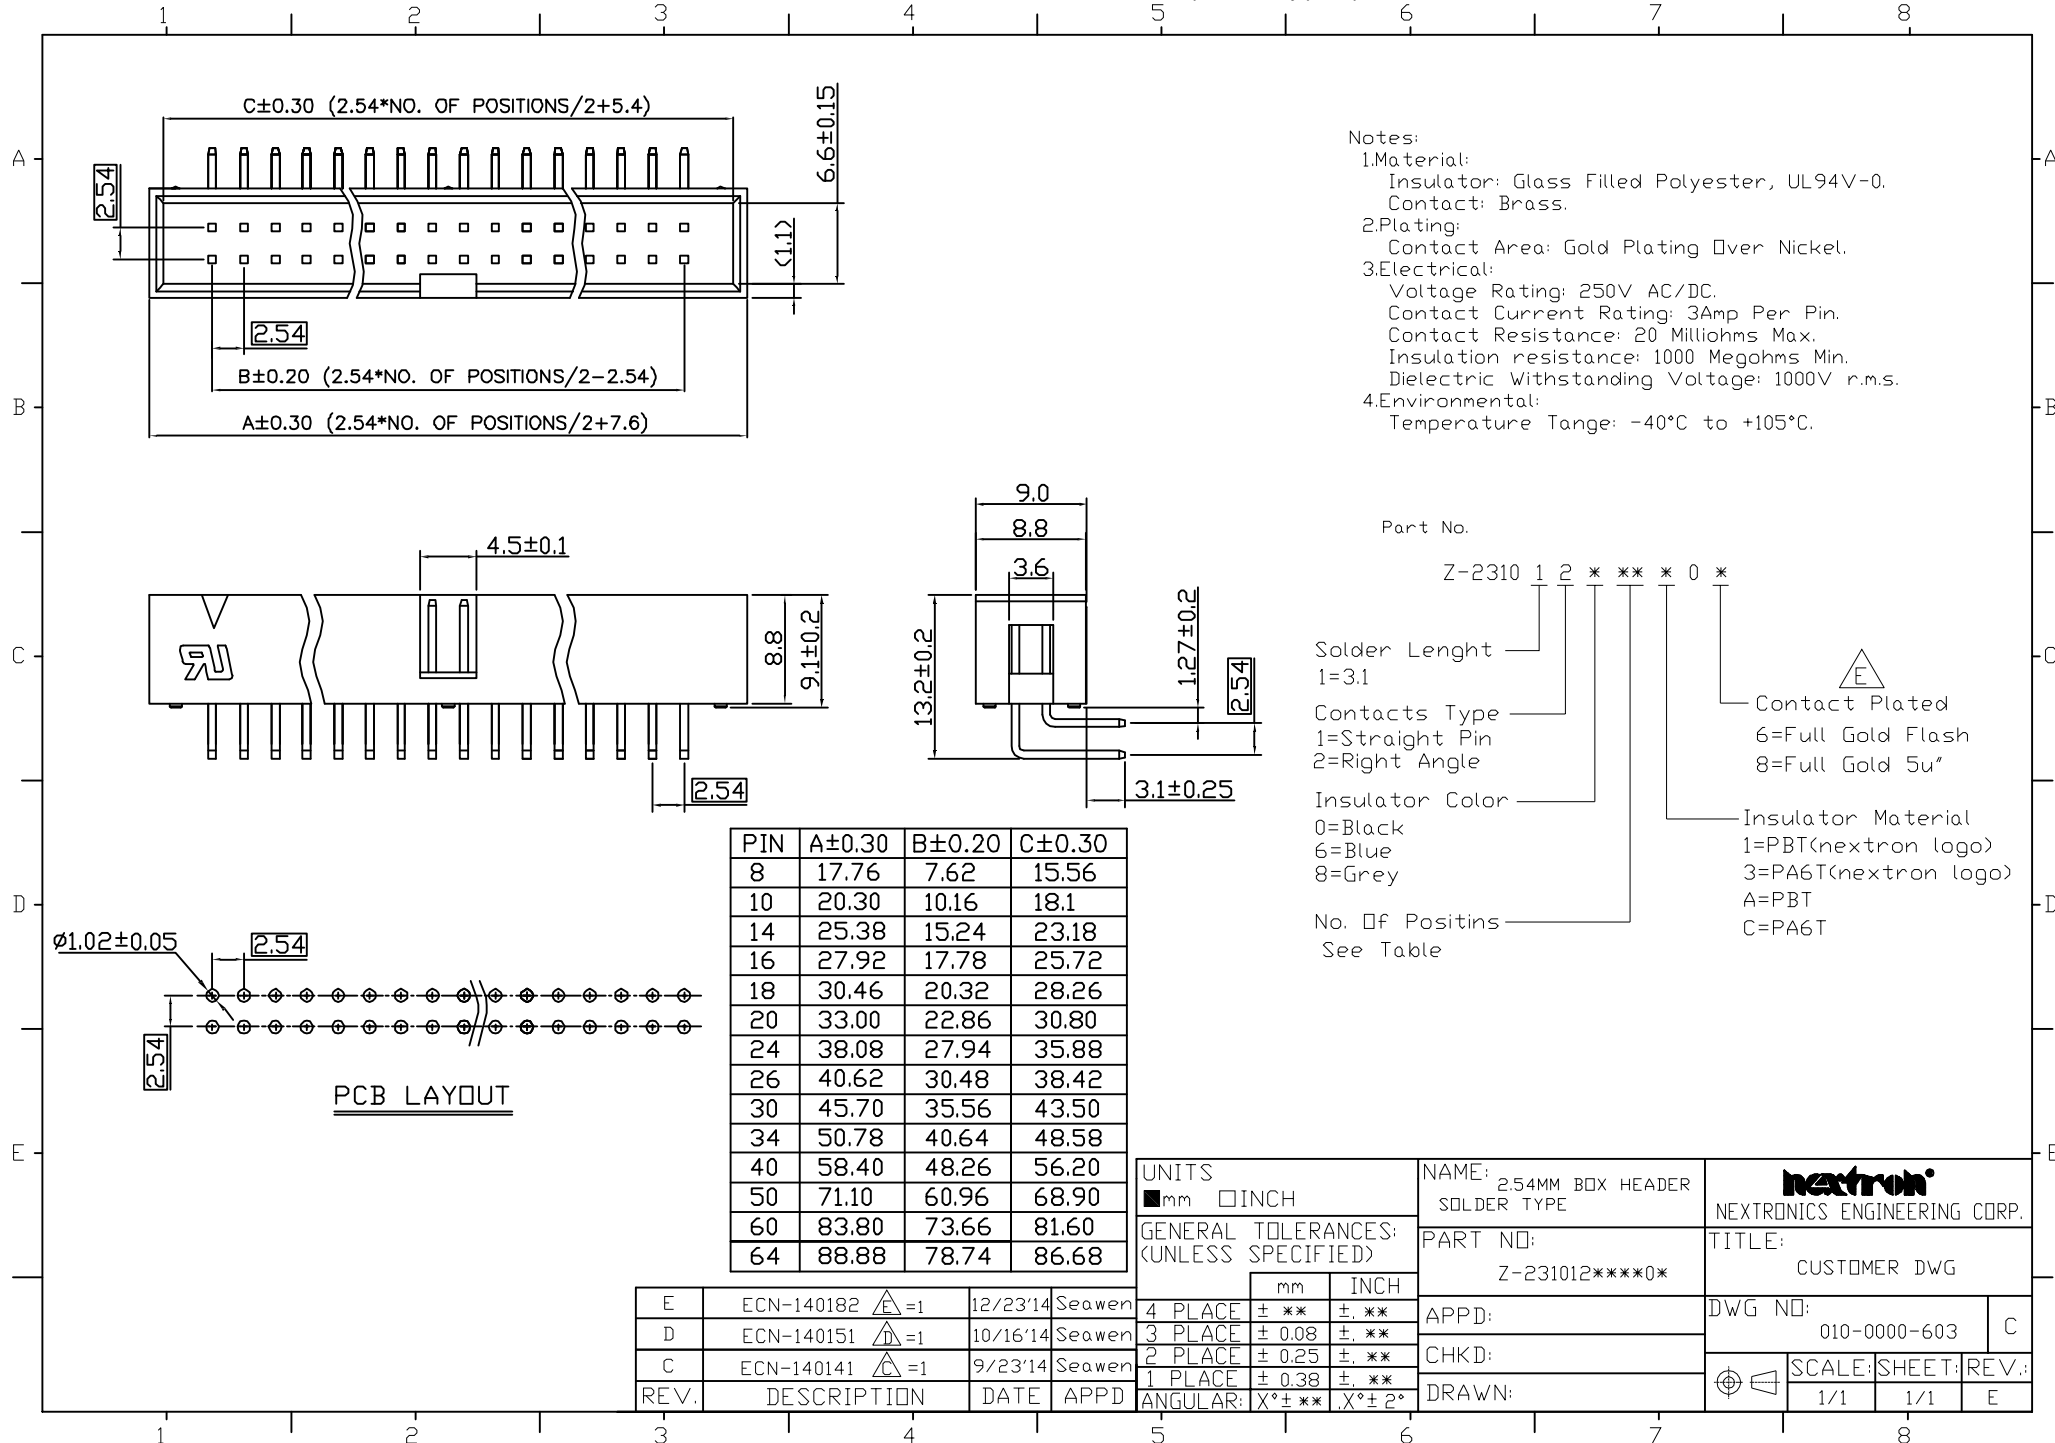 1 2 3 4 5 6 7 8
A
B
C
D
E
C±0.30 (2.54*NO. OF POSITIONS/2+5.4)
6.6±0.15
2.54
(1.1)
2.54
B±0.20 (2.54*NO. OF POSITIONS/2-2.54)
A±0.30 (2.54*NO. OF POSITIONS/2+7.6)
Notes:
1.Material:
Insulator: Glass Filled Polyester, UL94V-0.
Contact: Brass.
2.Plating:
Contact Area: Gold Plating Over Nickel.
3.Electrical:
Voltage Rating: 250V AC/DC.
Contact Current Rating: 3Amp Per Pin.
Contact Resistance: 20 Milliohms Max.
Insulation resistance: 1000 Megohms Min.
Dielectric Withstanding Voltage: 1000V r.m.s.
4.Environmental:
Temperature Tange: -40°C to +105°C.
4.5±0.1
8.8
9.1±0.2
2.54
9.0
8.8
3.6
13.2±0.2
1.27±0.2
2.54
3.1±0.25
Part No.
Z-2310 1 2 * ** * 0 *
Solder Lenght
1=3.1
Contacts Type
1=Straight Pin
2=Right Angle
Insulator Color
0=Black
6=Blue
8=Grey
No. Of Positins
See Table
E
Contact Plated
6=Full Gold Flash
8=Full Gold 5u"
Insulator Material
1=PBT(nextron logo)
3=PA6T(nextron logo)
A=PBT
C=PA6T
PIN A±0.30 B±0.20 C±0.30
8 17.76 7.62 15.56
10 20.30 10.16 18.1
14 25.38 15.24 23.18
16 27.92 17.78 25.72
18 30.46 20.32 28.26
20 33.00 22.86 30.80
24 38.08 27.94 35.88
26 40.62 30.48 38.42
30 45.70 35.56 43.50
34 50.78 40.64 48.58
40 58.40 48.26 56.20
50 71.10 60.96 68.90
60 83.80 73.66 81.60
64 88.88 78.74 86.68
ø1.02±0.05
2.54
2.54
PCB LAYOUT
E ECN-140182 E =1 12/23'14 Seawen
D ECN-140151 D =1 10/16'14 Seawen
C ECN-140141 C =1 9/23'14 Seawen
REV. DESCRIPTION DATE APPD
UNITS
mm INCH
GENERAL TOLERANCES:
(UNLESS SPECIFIED)
mm INCH
4 PLACE ± ** ±. **
3 PLACE ± 0.08 ±. **
2 PLACE ± 0.25 ±. **
1 PLACE ± 0.38 ±. **
ANGULAR: X°± ** .X°± 2°
NAME: 2.54MM BOX HEADER
SOLDER TYPE
PART NO:
Z-231012****0*
APPD:
CHKD:
DRAWN:
nextron
NEXTRONICS ENGINEERING CORP.
TITLE:
CUSTOMER DWG
DWG NO:
010-0000-603
C
SCALE: SHEET: REV.:
1/1 1/1 E
A
B
C
D
E
1 2 3 4 5 6 7 8